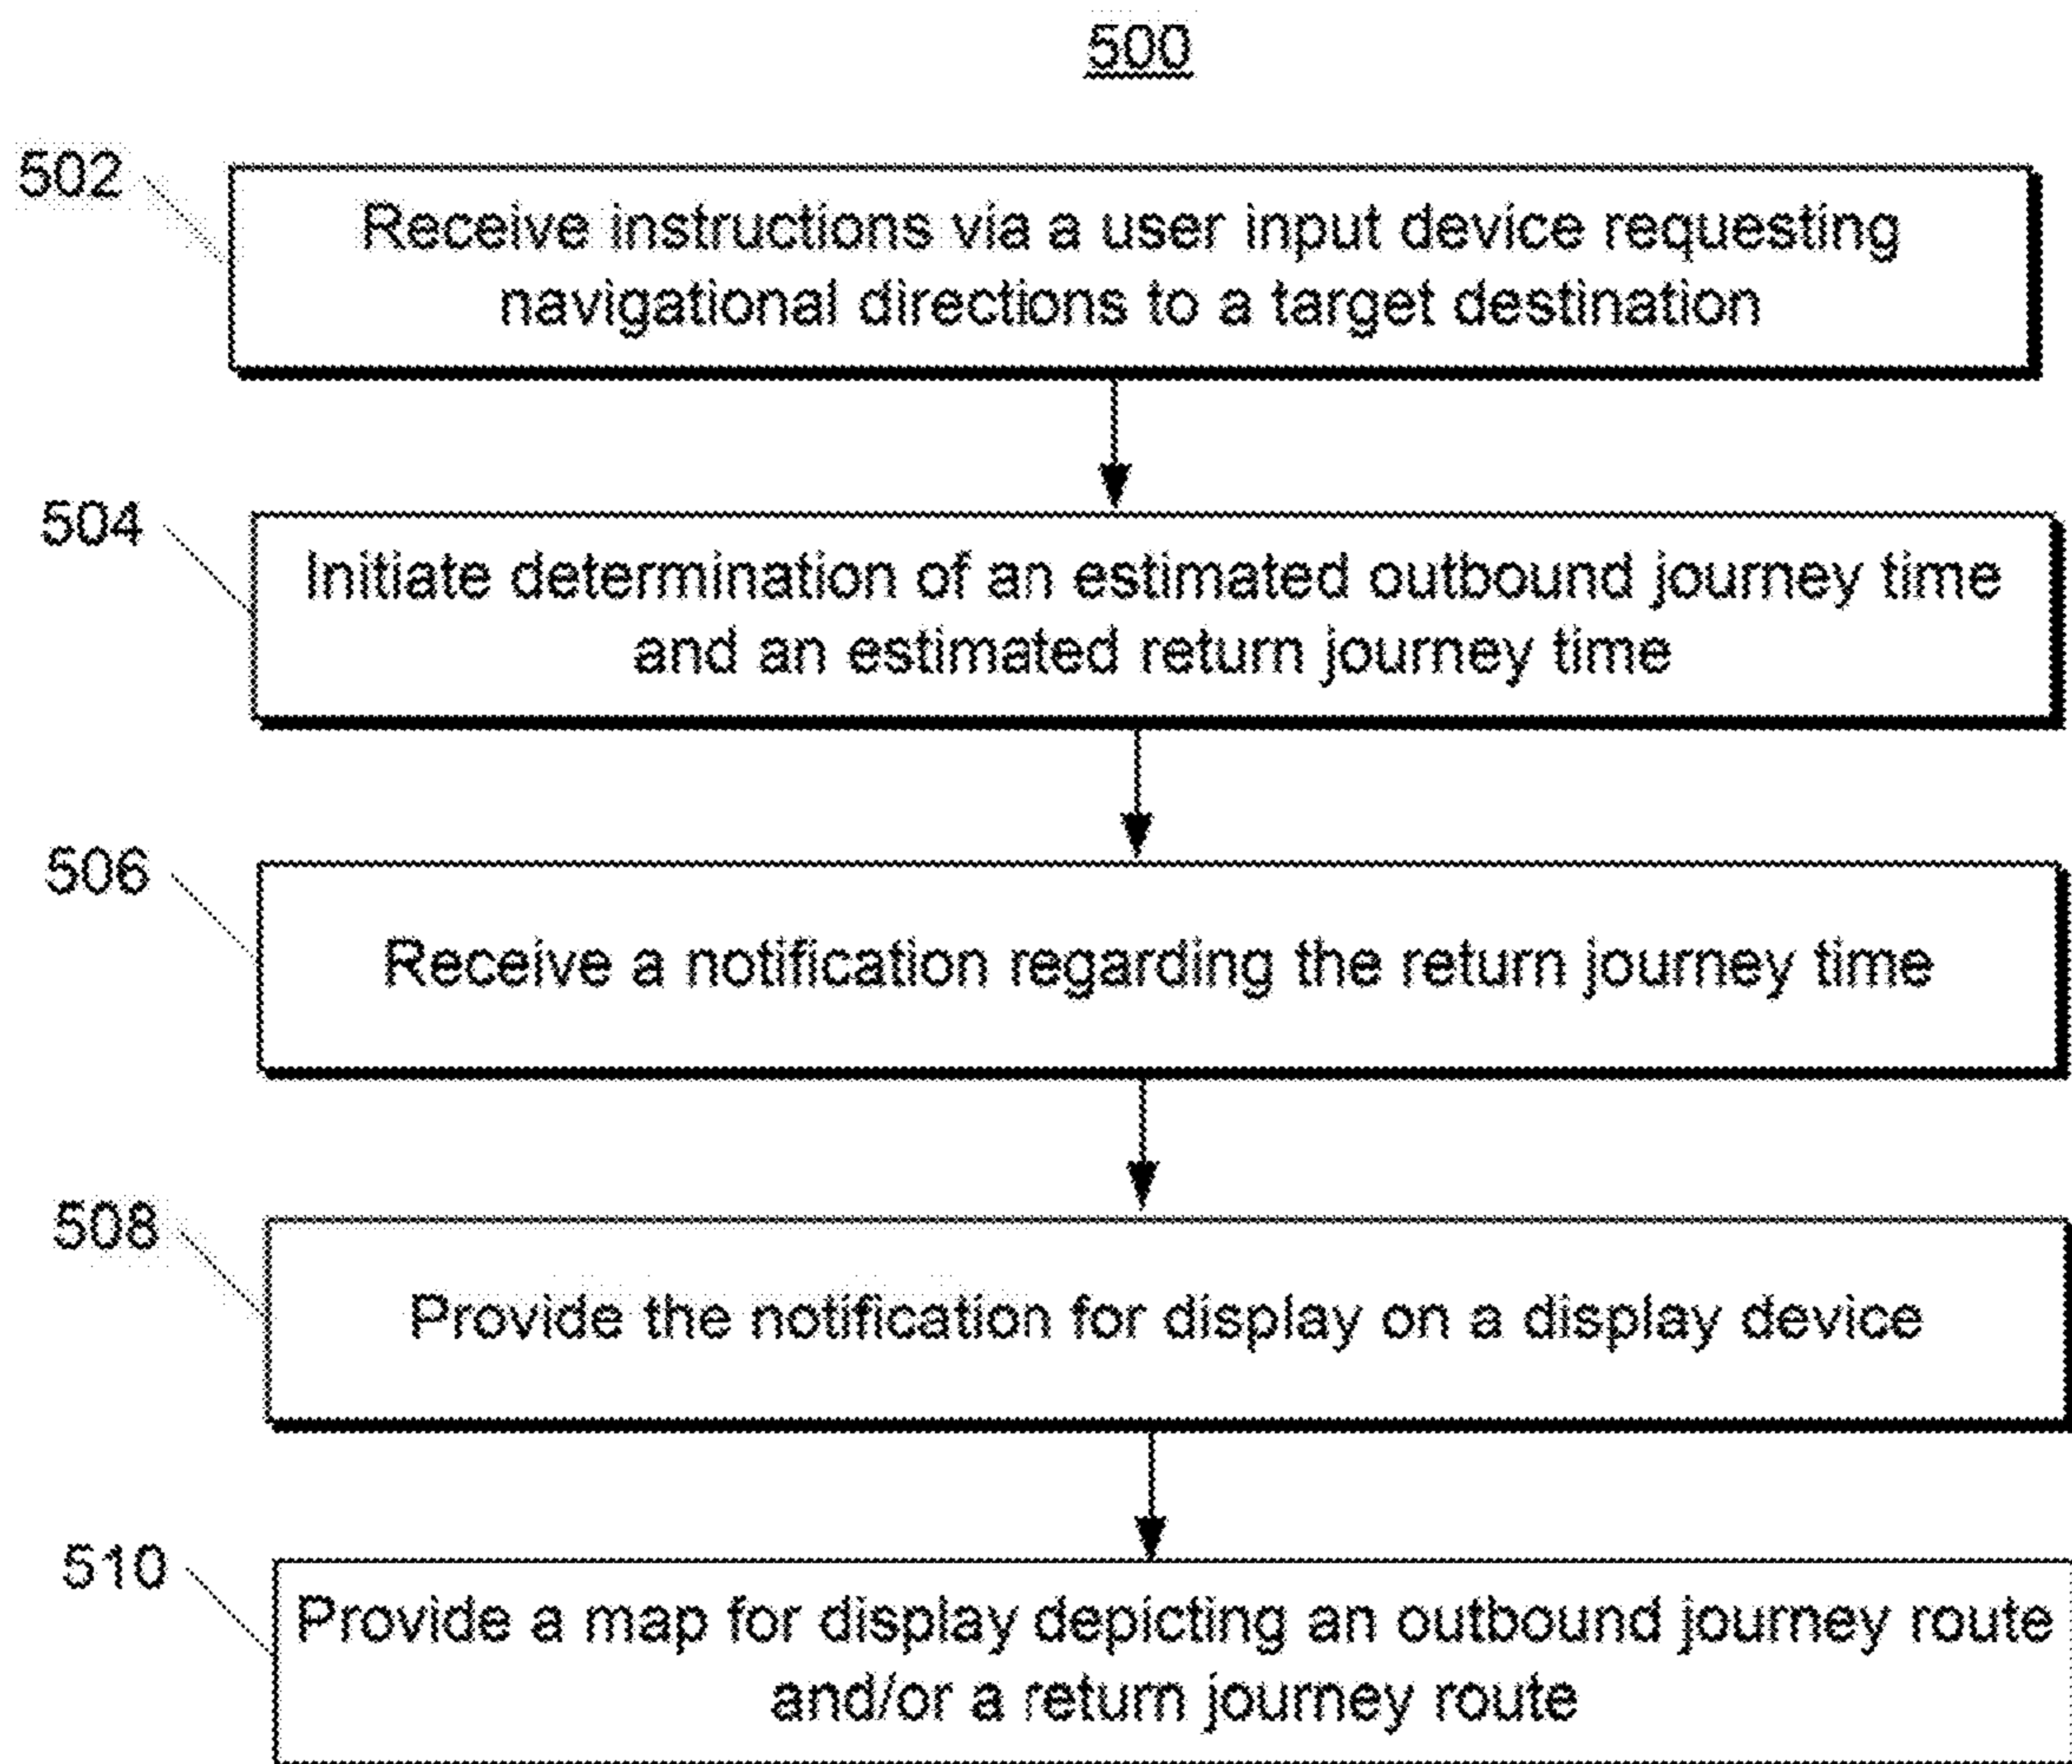 500
502
Receive instructions via a user input device requesting
navigational directions to a target destination
504
Initiate determination of an estimated outbound journey time
and an estimated return journey time
506
Receive a notification regarding the return journey time
508
Provide the notification for display on a display device
510
Provide a map for display depicting an outbound journey route
and/or a return journey route